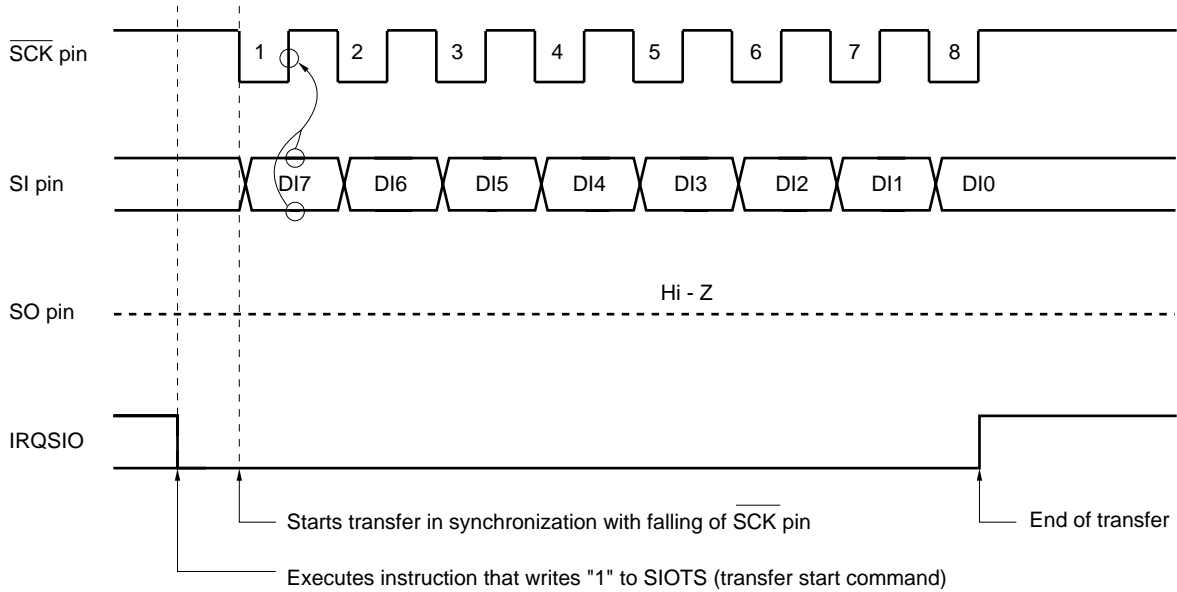 SCK pin
1 2 3 4 5 6 7 8
SI pin
DI7 DI6 DI5 DI4 DI3 DI2 DI1 DI0
Hi - Z
SO pin
IRQSIO
Starts transfer in synchronization with falling of SCK pin
End of transfer
Executes instruction that writes "1" to SIOTS (transfer start command)